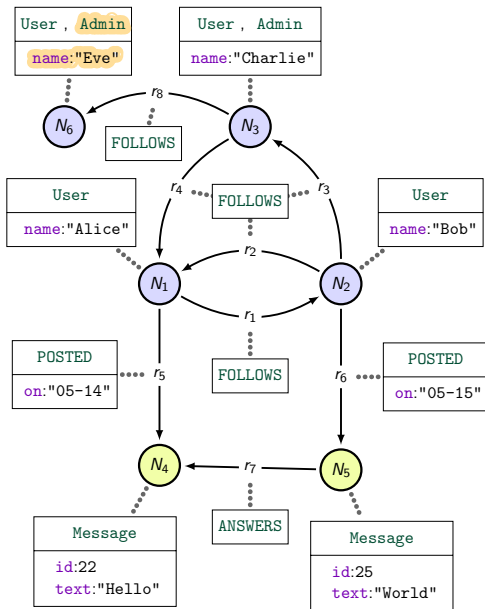 User , Admin
name:"Eve"
User , Admin
name:"Charlie"
r8
N6
N3
FOLLOWS
User
name:"Alice"
r4
FOLLOWS
r3
User
name:"Bob"
r2
N1
N2
r1
POSTED
on:"05-14"
r5
FOLLOWS
r6
POSTED
on:"05-15"
N4
r7
N5
Message
id:22
text:"Hello"
ANSWERS
Message
id:25
text:"World"